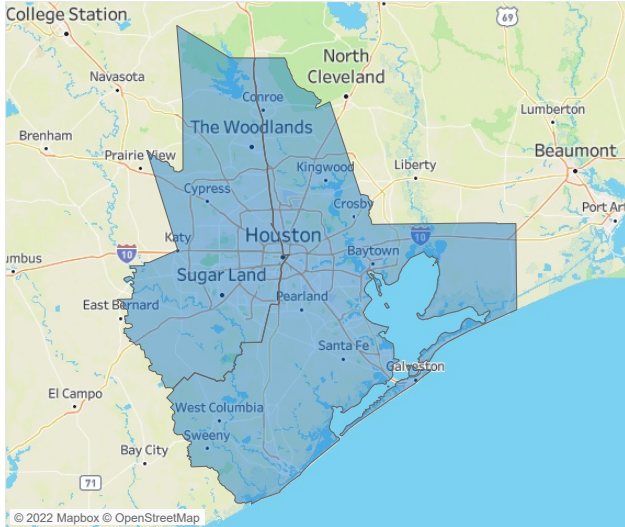 College Station
69
North
Cleveland
Navasota
Conroe
Lumberton
The Woodlands
Brenham
Beaumont
Prairie View
Kingwood
Liberty
Cypress
Crosby
Port Art
Houston
10
Katy
Baytown
10
umbus
Sugar Land
East Bernard
Pearland
Santa Fe
Galveston
El Campo
West Columbia
Sweeny
Bay City
71
© 2022 Mapbox © OpenStreetMap